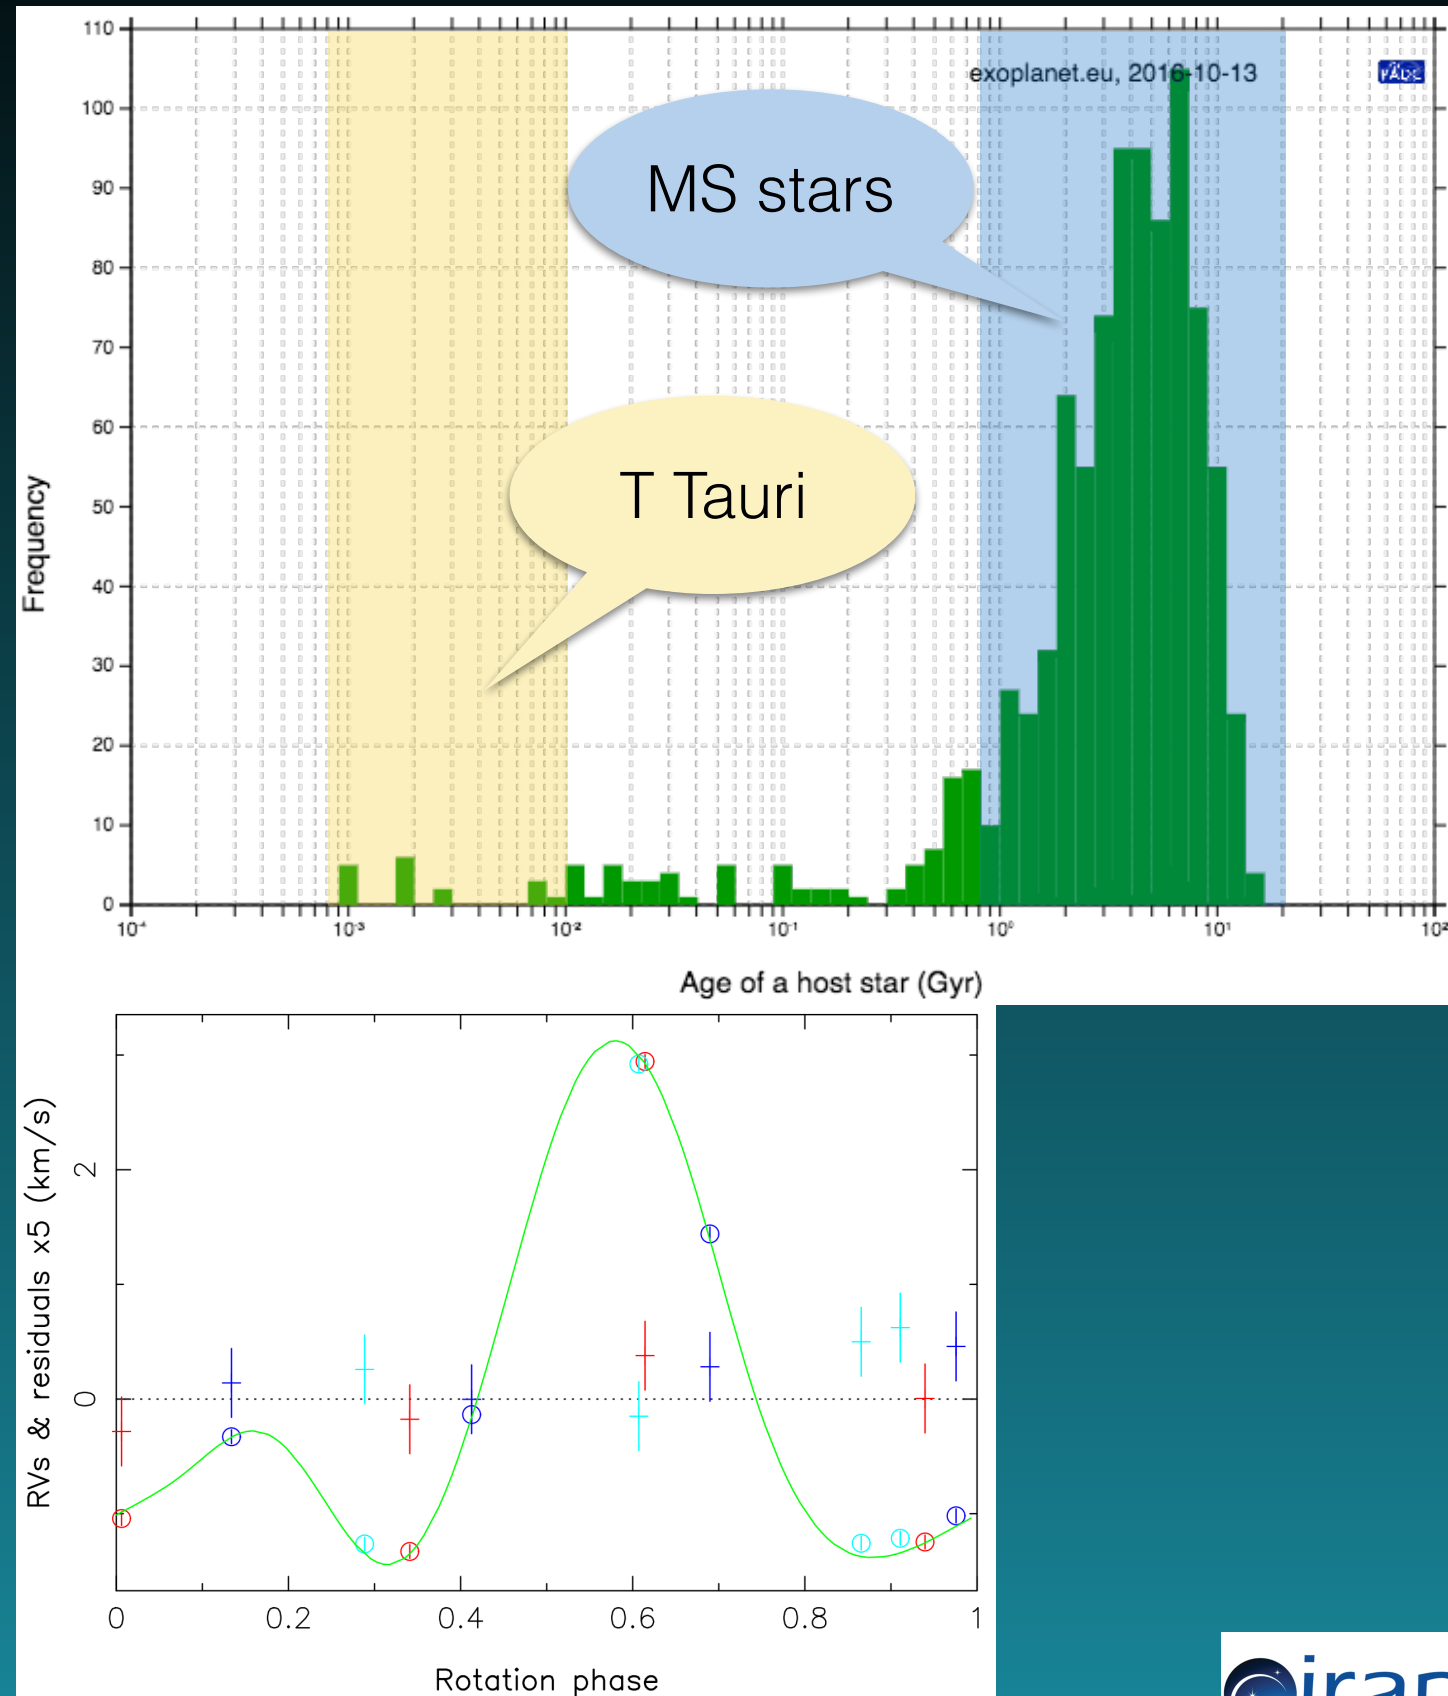 110
exoplanet.eu, 2016-10-13
100
90
MS stars
80
70
60
T Tauri
50
Frequency
40
30
20
10
0
10⁻⁴ 10⁻³ 10⁻² 10⁻¹ 10⁰ 10¹ 10²
Age of a host star (Gyr)
RVs & residuals x5 (km/s)
2
0
0 0.2 0.4 0.6 0.8 1
Rotation phase